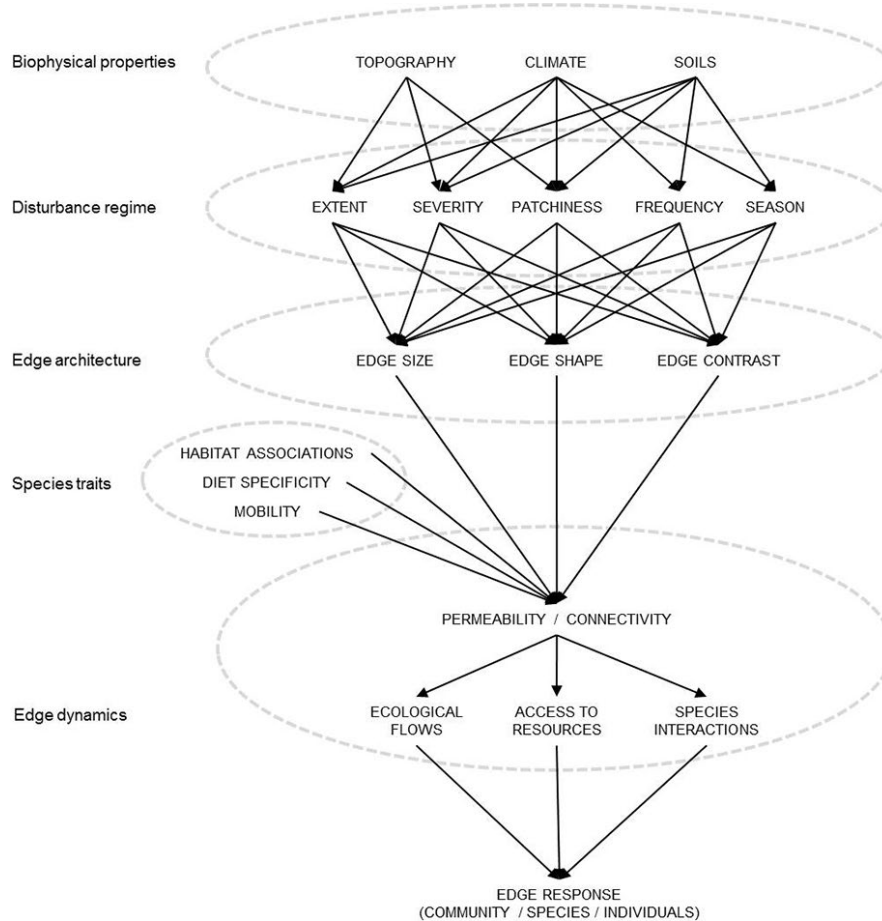 Biophysical properties
TOPOGRAPHY CLIMATE SOILS
Disturbance regime
EXTENT SEVERITY PATCHINESS FREQUENCY SEASON
Edge architecture
EDGE SIZE EDGE SHAPE EDGE CONTRAST
Species traits
HABITAT ASSOCIATIONS
DIET SPECIFICITY
MOBILITY
PERMEABILITY / CONNECTIVITY
Edge dynamics
ECOLOGICAL
FLOWS
ACCESS TO
RESOURCES
SPECIES
INTERACTIONS
EDGE RESPONSE
(COMMUNITY / SPECIES / INDIVIDUALS)